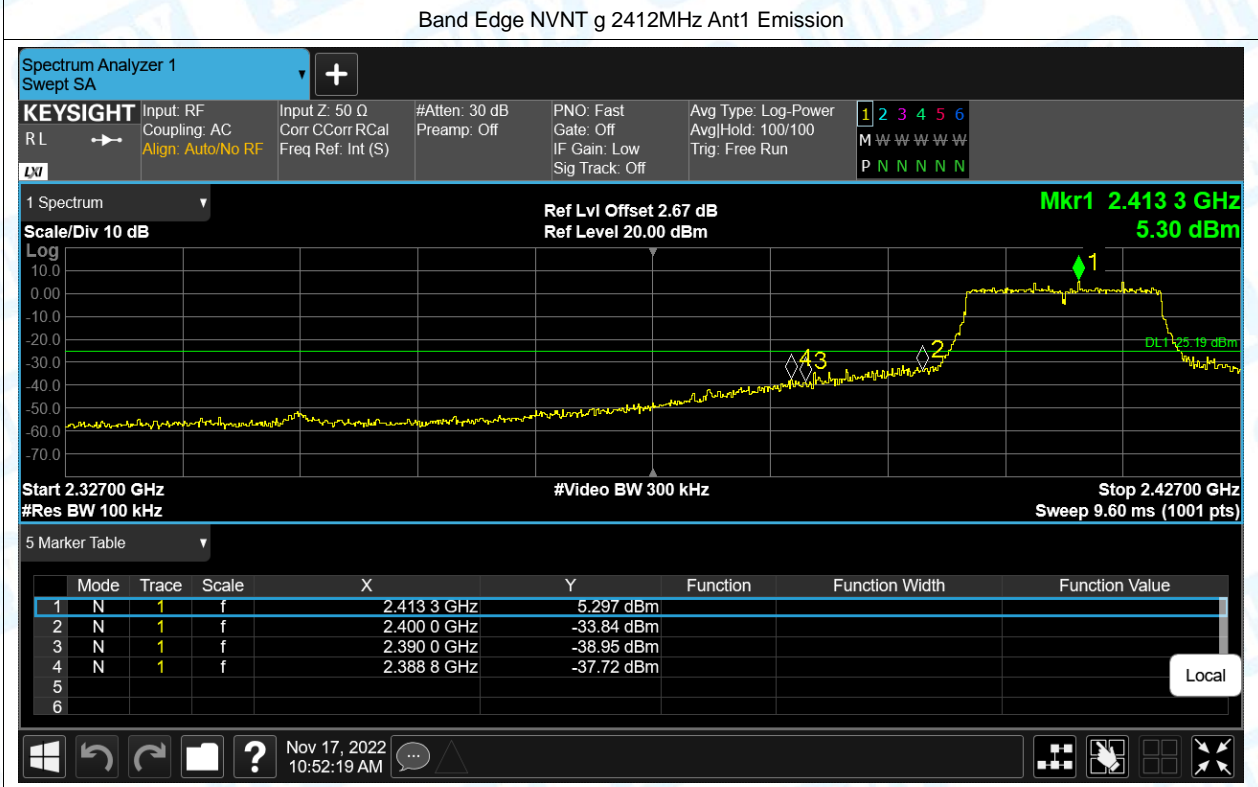 Band Edge NVNT g 2412MHz Ant1 Emission
Spectrum Analyzer 1
Swept SA
▼
+
KEYSIGHT
R L
LXI
Input: RF
Coupling: AC
Align: Auto/No RF
Input Z: 50 Ω
Corr CCorr RCal
Freq Ref: Int (S)
#Atten: 30 dB
Preamp: Off
PNO: Fast
Gate: Off
IF Gain: Low
Sig Track: Off
Avg Type: Log-Power
Avg|Hold: 100/100
Trig: Free Run
1 2 3 4 5 6
M W W W W W
P N N N N N
1 Spectrum ▼
Scale/Div 10 dB
Ref Lvl Offset 2.67 dB
Ref Level 20.00 dBm
Mkr1 2.413 3 GHz
5.30 dBm
Log
10.0
0.00
-10.0
-20.0
-30.0
-40.0
-50.0
-60.0
-70.0
1
2
4 3
DL1 -25.19 dBm
Start 2.32700 GHz #Video BW 300 kHz Stop 2.42700 GHz
#Res BW 100 kHz Sweep 9.60 ms (1001 pts)
5 Marker Table ▼
Mode Trace Scale X Y Function Function Width Function Value
1 N 1 f 2.413 3 GHz 5.297 dBm
2 N 1 f 2.400 0 GHz -33.84 dBm
3 N 1 f 2.390 0 GHz -38.95 dBm
4 N 1 f 2.388 8 GHz -37.72 dBm
5
6
Local
?
Nov 17, 2022
10:52:19 AM